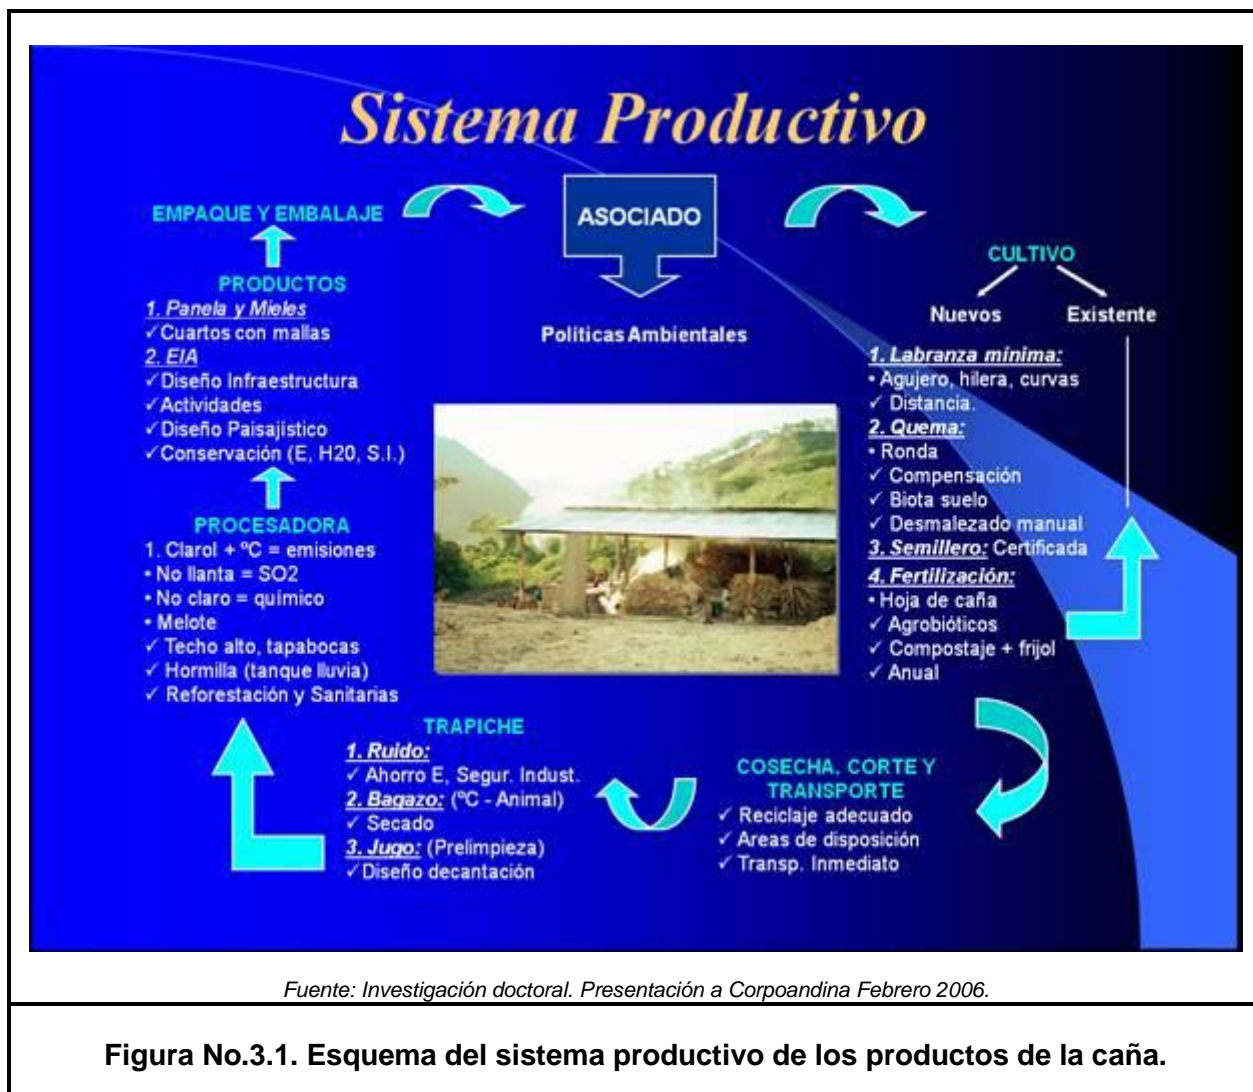 Sistema Productivo
ASOCIADO
Políticas Ambientales
CULTIVO
Nuevos
Existente
1. Labranza mínima:
• Agujero, hilera, curvas
✓ Distancia.
2. Quema:
• Ronda
✓ Compensación
✓ Biota suelo
✓ Desmalezado manual
3. Semillero: Certificada
4. Fertilización:
• Hoja de caña
✓ Agrobióticos
✓ Compostaje + frijol
✓ Anual
COSECHA, CORTE Y
TRANSPORTE
✓ Reciclaje adecuado
✓ Areas de disposición
✓ Transp. Inmediato
TRAPICHE
1. Ruido:
✓ Ahorro E, Segur. Indust.
2. Bagazo: (ºC - Animal)
✓ Secado
3. Jugo: (Prelimpieza)
✓Diseño decantación
PROCESADORA
1. Clarol + ºC = emisiones
• No llanta = SO2
• No claro = químico
• Melote
✓ Techo alto, tapabocas
✓ Hormilla (tanque lluvia)
✓ Reforestación y Sanitarias
PRODUCTOS
1. Panela y Mieles
✓Cuartos con mallas
2. EIA
✓Diseño Infraestructura
✓Actividades
✓Diseño Paisajístico
✓Conservación (E, H20, S.I.)
EMPAQUE Y EMBALAJE
Fuente: Investigación doctoral. Presentación a Corpoandina Febrero 2006.
Figura No.3.1. Esquema del sistema productivo de los productos de la caña.